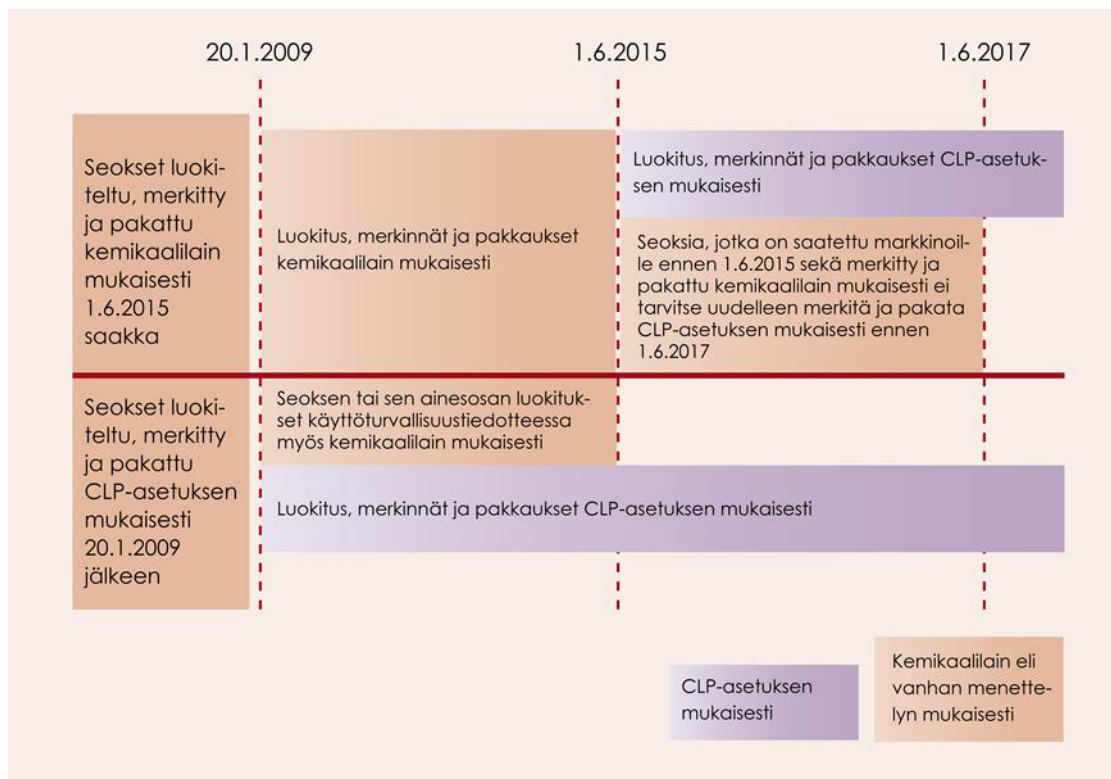 20.1.2009
1.6.2015
1.6.2017
Seokset luoki-
teltu, merkitty
ja pakattu
kemikaalilain
mukaisesti
1.6.2015
saakka
Luokitus, merkinnät ja pakkaukset
kemikaalilain mukaisesti
Luokitus, merkinnät ja pakkaukset CLP-asetuk-
sen mukaisesti
Seoksia, jotka on saatettu markkinoil-
le ennen 1.6.2015 sekä merkitty ja
pakattu kemikaalilain mukaisesti ei
tarvitse uudelleen merkitä ja pakata
CLP-asetuksen mukaisesti ennen
1.6.2017
Seokset luoki-
teltu, merkitty
ja pakattu
CLP-asetuksen
mukaisesti
20.1.2009
jälkeen
Seoksen tai sen ainesosan luokituk-
set käyttöturvallisuustiedotteessa
myös kemikaalilain mukaisesti
Luokitus, merkinnät ja pakkaukset CLP-asetuksen mukaisesti
CLP-asetuksen
mukaisesti
Kemikaalilain eli
vanhan menette-
lyn mukaisesti